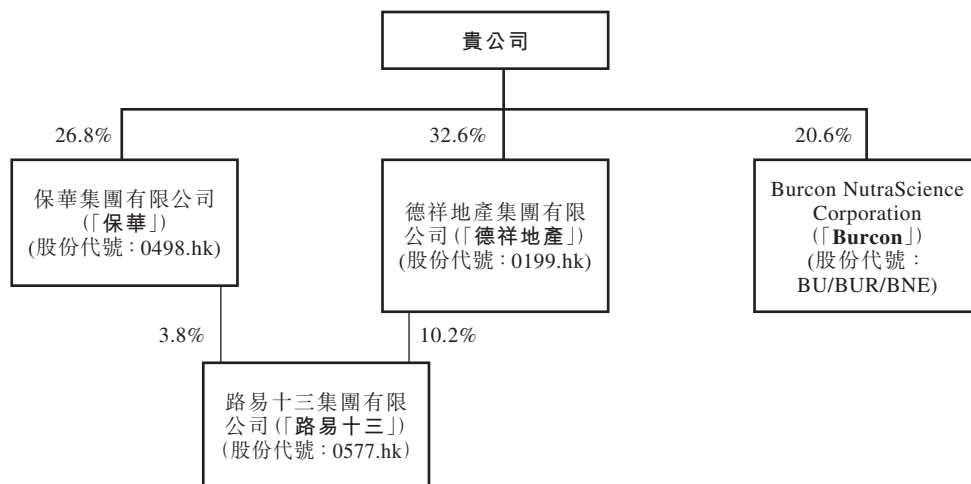 貴公司
26.8%
32.6%
20.6%
保華集團有限公司
(「保華」)
(股份代號：0498.hk)
德祥地產集團有限
公司(「德祥地產」)
(股份代號：0199.hk)
Burcon NutraScience
Corporation
(「Burcon」)
(股份代號：
BU/BUR/BNE)
3.8%
10.2%
路易十三集團有限
公司(「路易十三」)
(股份代號：0577.hk)